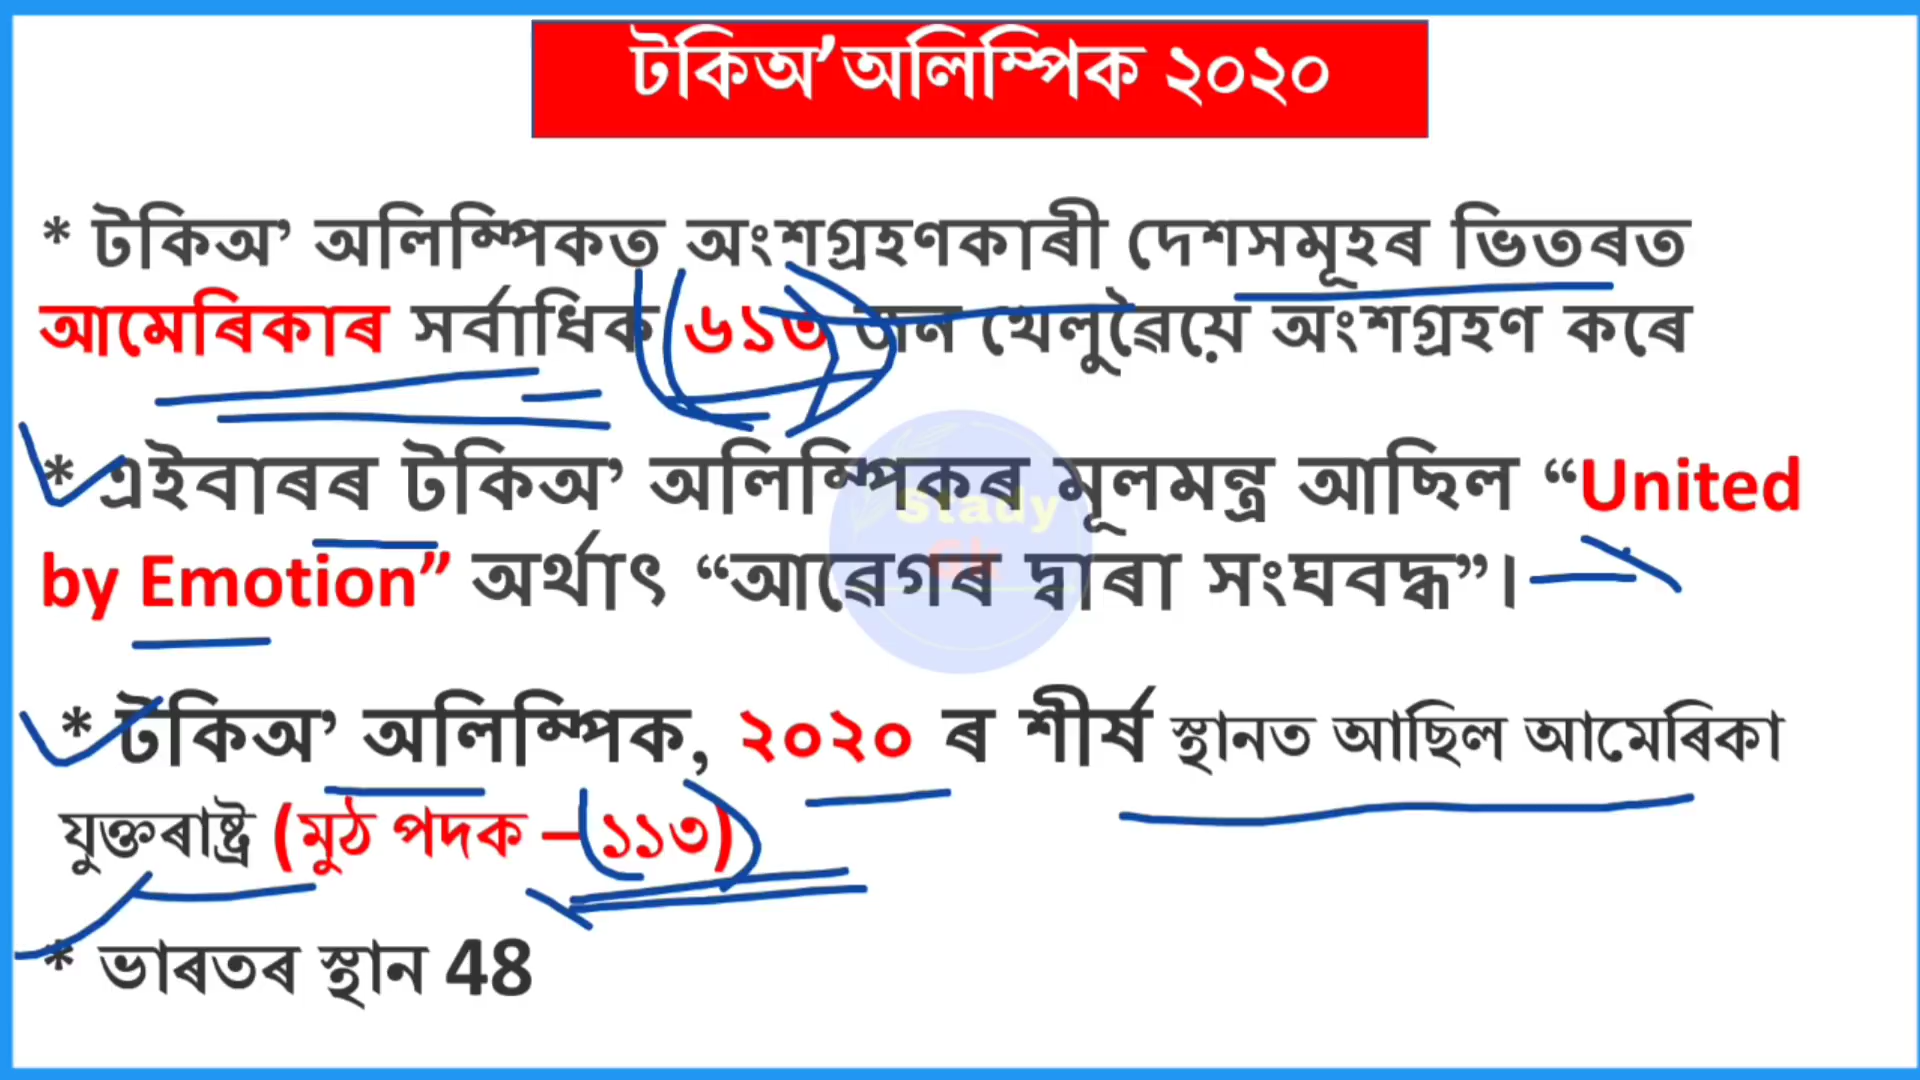 টকিঅ’অলিম্পিক ২০২০
* টকিঅ’ অলিম্পিকত অংশগ্ৰহণকাৰী দেশসমূহৰ ভিতৰত
আমেৰিকাৰ সৰ্বাধিক ৬১৩ জন খেলুৱৈয়ে অংশগ্ৰহণ কৰে
* এইবাৰৰ টকিঅ’ অলিম্পিকৰ মূলমন্ত্ৰ আছিল “United
by Emotion” অৰ্থাৎ “আৱেগৰ দ্বাৰা সংঘবদ্ধ”।
Stady
Gk
* টকিঅ’ অলিম্পিক, ২০২০ ৰ শীৰ্ষ স্থানত আছিল আমেৰিকা
যুক্তৰাষ্ট্ৰ (মুঠ পদক – ১১৩)
* ভাৰতৰ স্থান 48